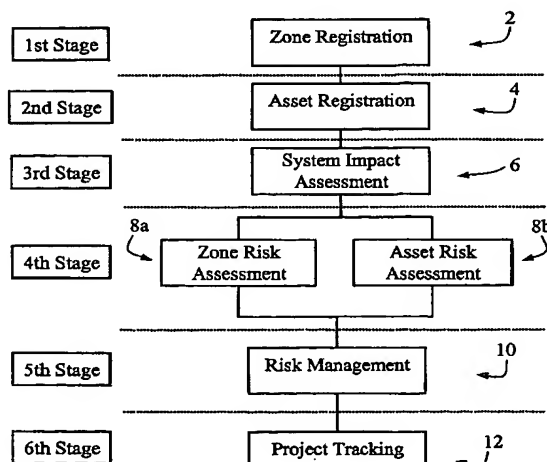 1st Stage
Zone Registration
2
2nd Stage
Asset Registration
4
3rd Stage
System Impact
Assessment
6
4th Stage
8a
Zone Risk
Assessment
Asset Risk
Assessment
8b
5th Stage
Risk Management
10
6th Stage
Project Tracking
12